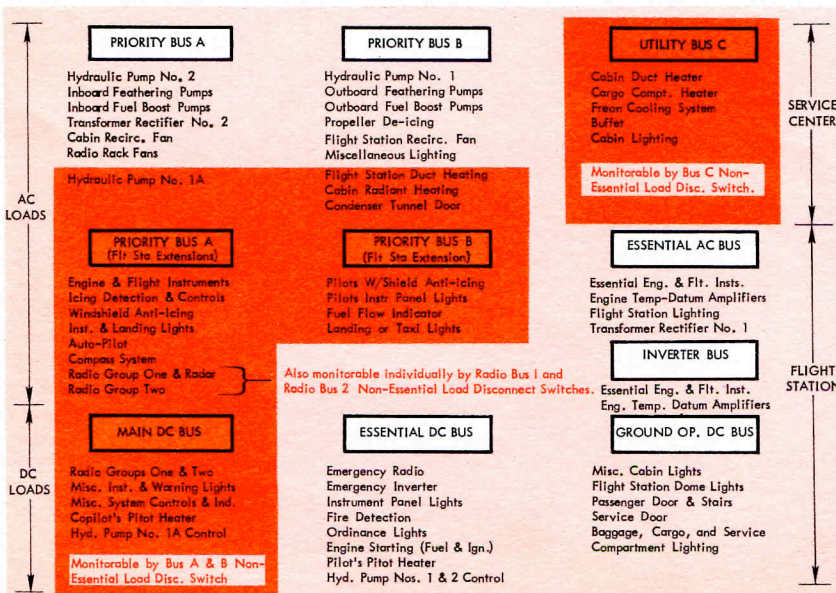 PRIORITY BUS A
Hydraulic Pump No. 2
Inboard Feathering Pumps
Inboard Fuel Boost Pumps
Transformer Rectifier No. 2
Cabin Recirc. Fan
Radio Rack Fans
Hydraulic Pump No. 1A
PRIORITY BUS B
Hydraulic Pump No. 1
Outboard Feathering Pumps
Outboard Fuel Boost Pumps
Propeller De-icing
Flight Station Recirc. Fan
Miscellaneous Lighting
Flight Station Duct Heating
Cabin Radiant Heating
Condenser Tunnel Door
UTILITY BUS C
Cabin Duct Heater
Cargo Compt. Heater
Freon Cooling System
Buffet
Cabin Lighting
Monitorable by Bus C Non-
Essential Load Disc. Switch.
SERVICE
CENTER
AC
LOADS
PRIORITY BUS A
(Flt Sta Extensions)
Engine & Flight Instruments
Icing Detection & Controls
Windshield Anti-Icing
Inst. & Landing Lights
Auto-Pilot
Compass System
Radio Group One & Radar
Radio Group Two
PRIORITY BUS B
(Flt Sta Extension)
Pilots W/Shield Anti-icing
Pilots Instr Panel Lights
Fuel Flow Indicator
Landing or Taxi Lights
Also monitorable individually by Radio Bus 1 and
Radio Bus 2 Non-Essential Load Disconnect Switches.
ESSENTIAL AC BUS
Essential Eng. & Flt. Insts.
Engine Temp-Datum Amplifiers
Flight Station Lighting
Transformer Rectifier No. 1
INVERTER BUS
Essential Eng. & Flt. Inst.
Eng. Temp. Datum Amplifiers
FLIGHT
STATION
DC
LOADS
MAIN DC BUS
Radio Groups One & Two
Misc. Inst. & Warning Lights
Misc. System Controls & Ind.
Copilot's Pitot Heater
Hyd. Pump No. 1A Control
Monitorable by Bus A & B Non-
Essential Load Disc. Switch
ESSENTIAL DC BUS
Emergency Radio
Emergency Inverter
Instrument Panel Lights
Fire Detection
Ordinance Lights
Engine Starting (Fuel & Ign.)
Pilot's Pitot Heater
Hyd. Pump Nos. 1 & 2 Control
GROUND OP. DC BUS
Misc. Cabin Lights
Flight Station Dome Lights
Passenger Door & Stairs
Service Door
Baggage, Cargo, and Service
Compartment Lighting